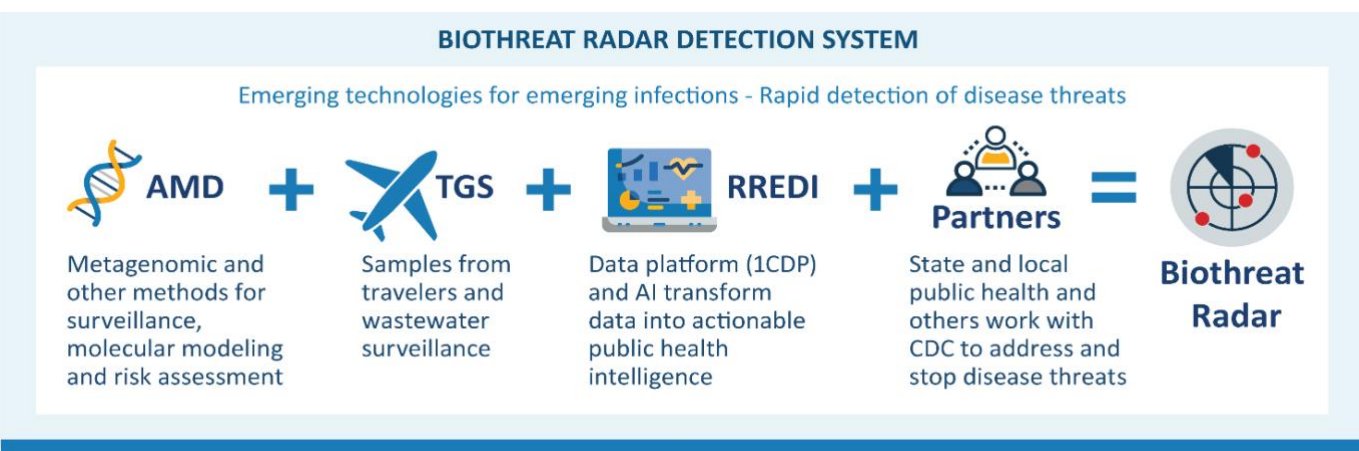 BIOTHREAT RADAR DETECTION SYSTEM
Emerging technologies for emerging infections - Rapid detection of disease threats
AMD
Metagenomic and
other methods for
surveillance,
molecular modeling
and risk assessment
+
TGS
Samples from
travelers and
wastewater
surveillance
+
RREDI
Data platform (1CDP)
and AI transform
data into actionable
public health
intelligence
+
Partners
State and local
public health and
others work with
CDC to address and
stop disease threats
=
Biothreat
Radar